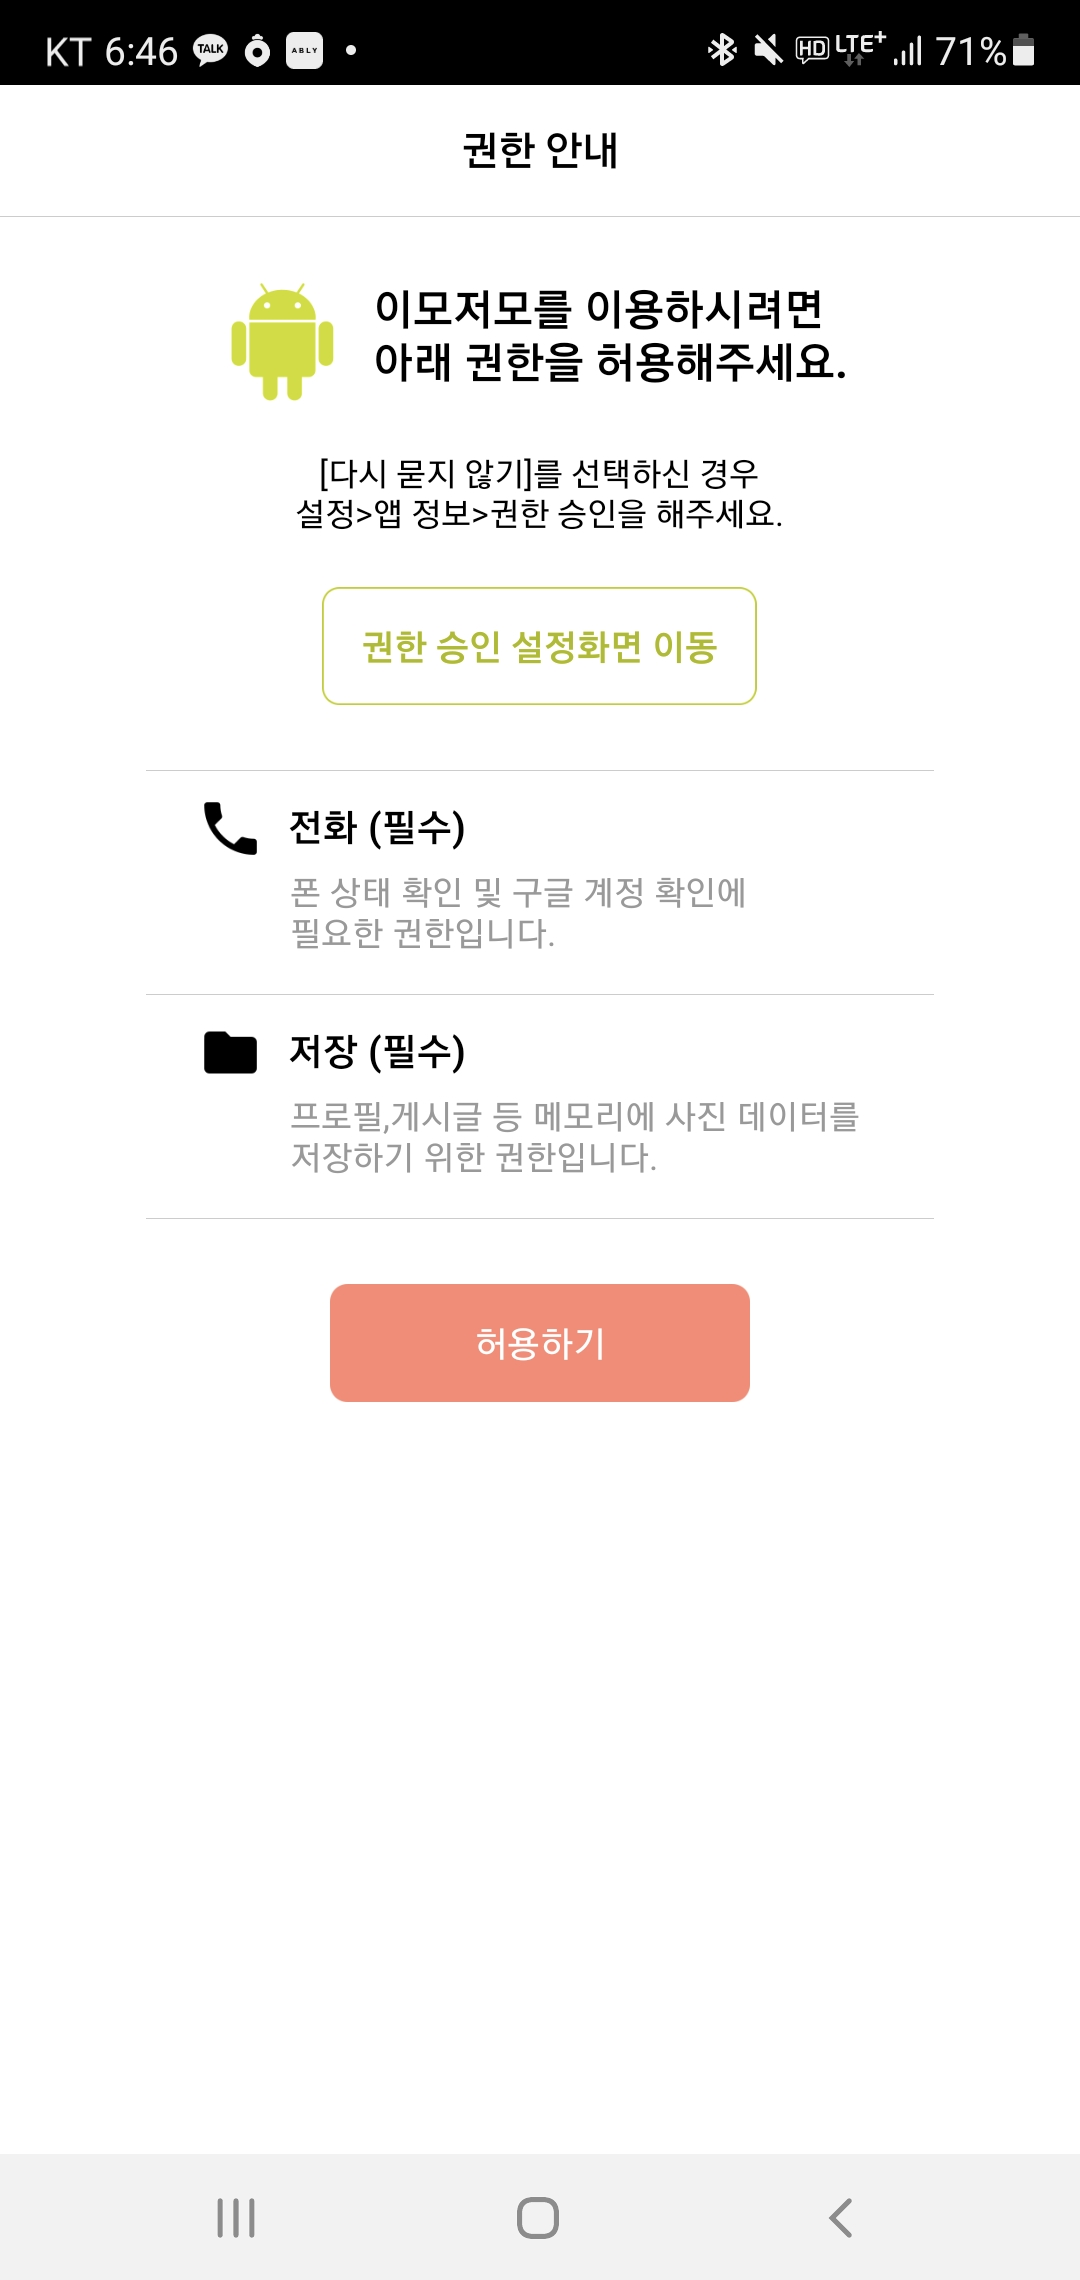 KT 6:46 TALK ABLY HD LTE+ 71%
권한 안내
이모저모를 이용하시려면
아래 권한을 허용해주세요.
[다시 묻지 않기]를 선택하신 경우
설정>앱 정보>권한 승인을 해주세요.
권한 승인 설정화면 이동
전화 (필수)
폰 상태 확인 및 구글 계정 확인에
필요한 권한입니다.
저장 (필수)
프로필,게시글 등 메모리에 사진 데이터를
저장하기 위한 권한입니다.
허용하기